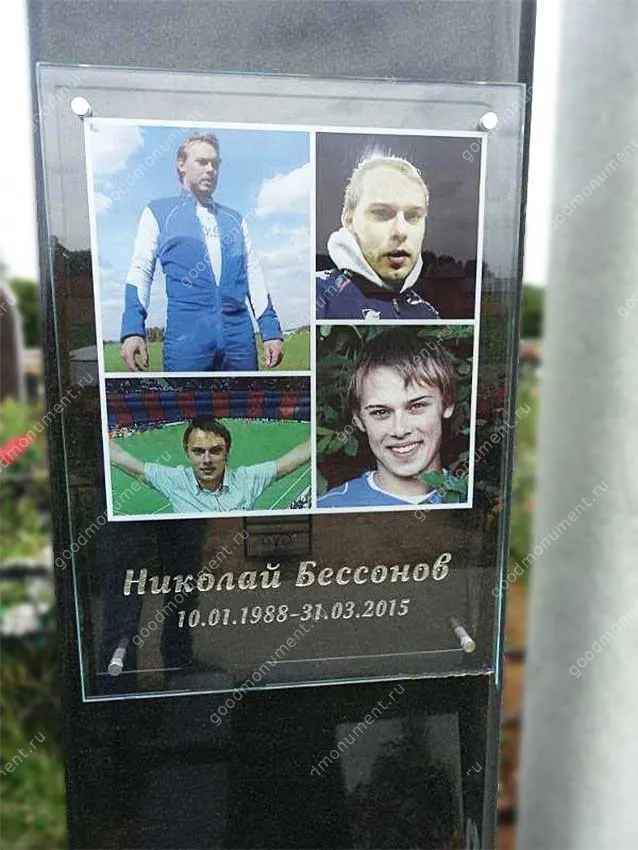 Николай Бессонов
10.01.1988-31.03.2015
goodmonument.ru